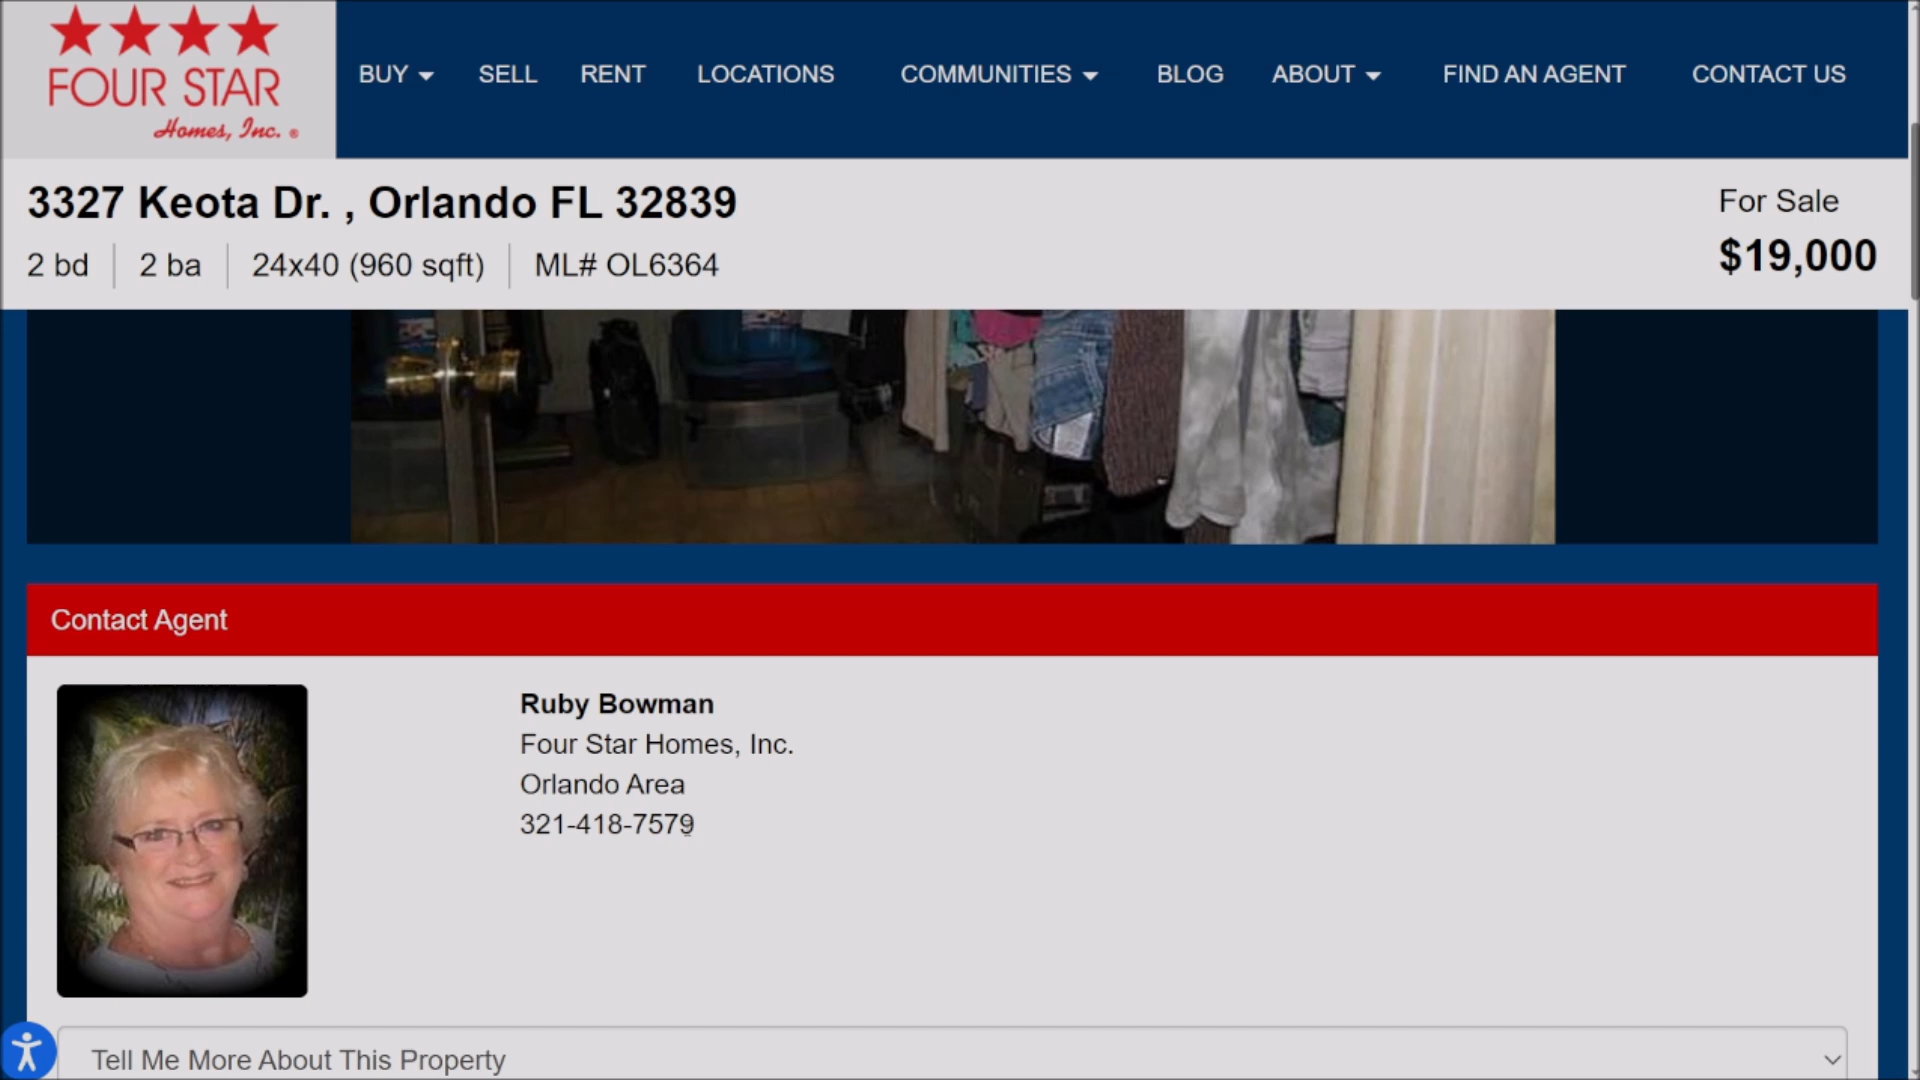 FOUR STAR
Homes, Inc. ®
BUY SELL RENT LOCATIONS COMMUNITIES BLOG ABOUT FIND AN AGENT CONTACT US
3327 Keota Dr. , Orlando FL 32839
For Sale
2 bd 2 ba 24x40 (960 sqft) ML# OL6364
$19,000
Contact Agent
Ruby Bowman
Four Star Homes, Inc.
Orlando Area
321-418-7579
Tell Me More About This Property